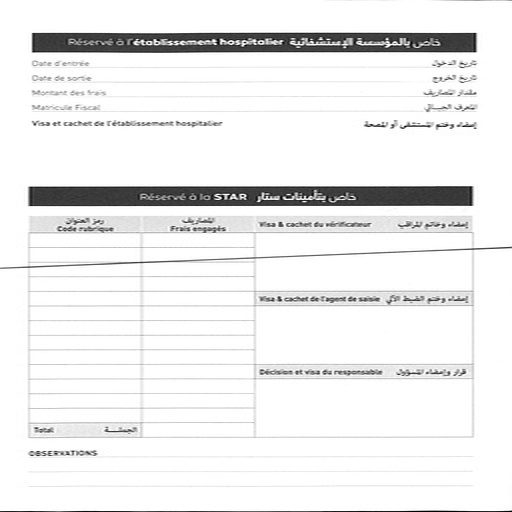 Réservé à l'établissement hospitalier خاص بالمؤسسة الإستشفائية
Date d'entrée تاريخ الدخول
Date de sortie تاريخ الخروج
Montant des frais مقدار المصاريف
Matricule Fiscal المعرف الجبائي
Visa et cachet de l'établissement hospitalier إمضاء وختم المستشفى أو المصحة
Réservé à la STAR خاص بتأمينات ستار
رمز العنوان
Code rubrique
المصاريف
Frais engagés
Visa & cachet du vérificateur إمضاء وخاتم المراقب
Visa & cachet de l'agent de saisie إمضاء وختم الضبط الآلي
Décision et visa du responsable قرار وإمضاء المسؤول
Total الجملة
OBSERVATIONS